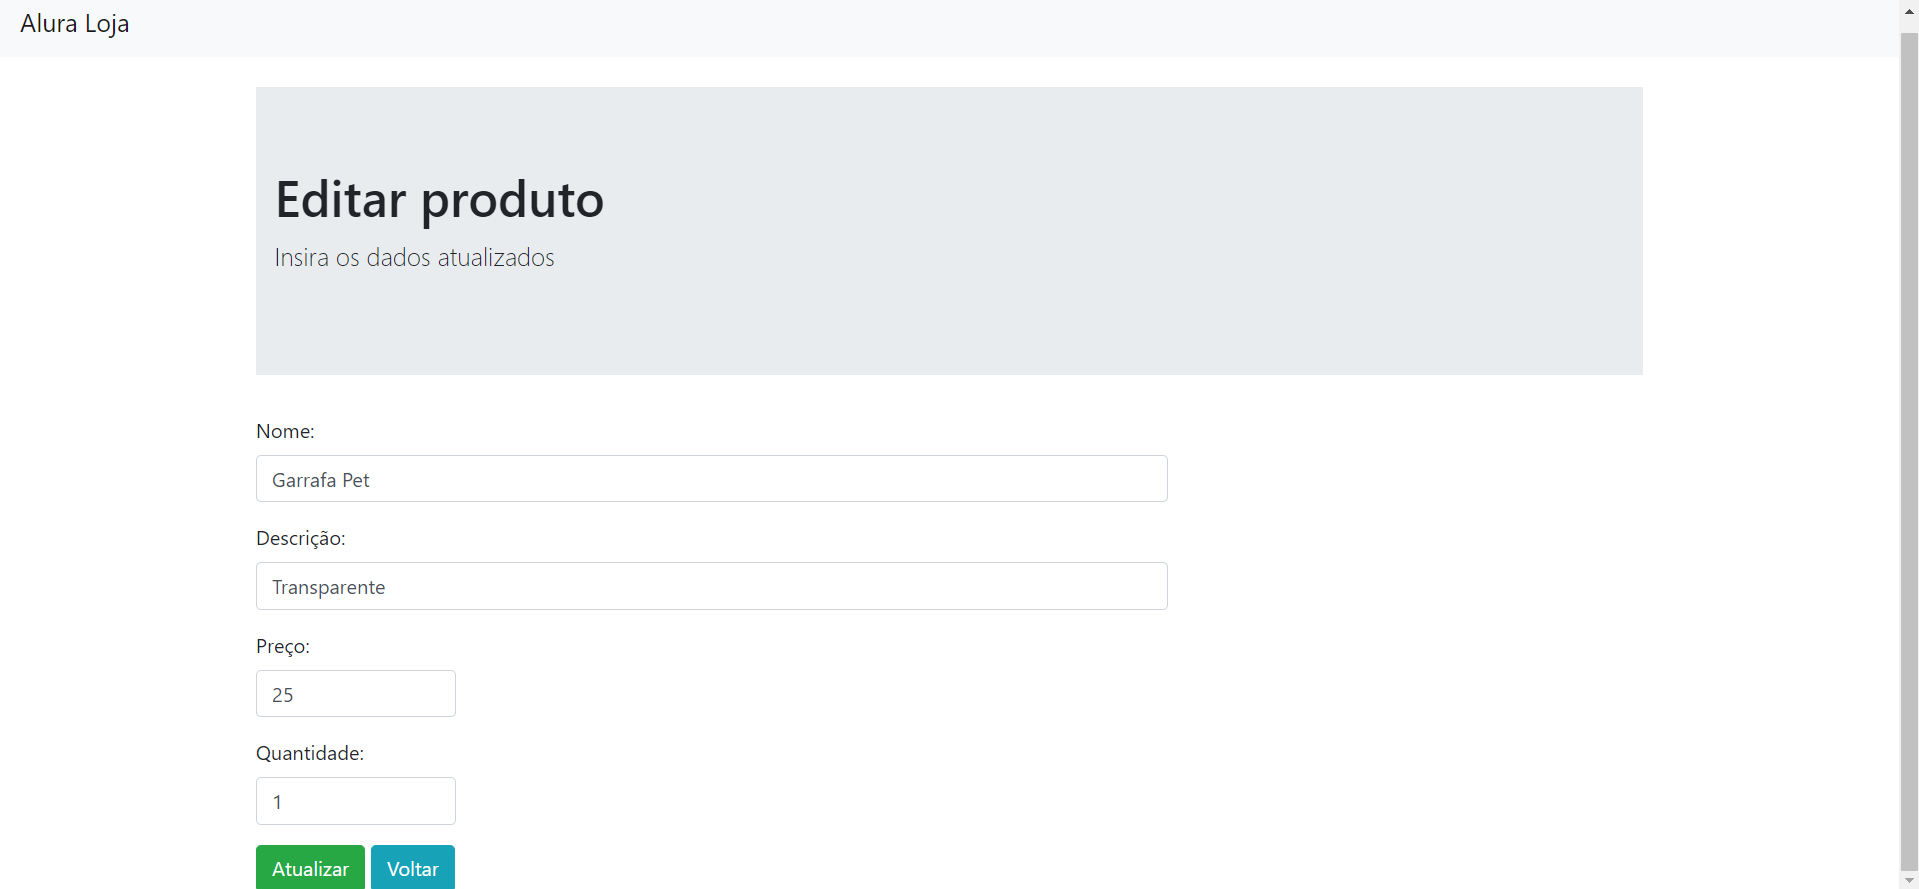 Alura Loja
Editar produto
Insira os dados atualizados
Nome:
Garrafa Pet
Descrição:
Transparente
Preço:
25
Quantidade:
1
Atualizar Voltar